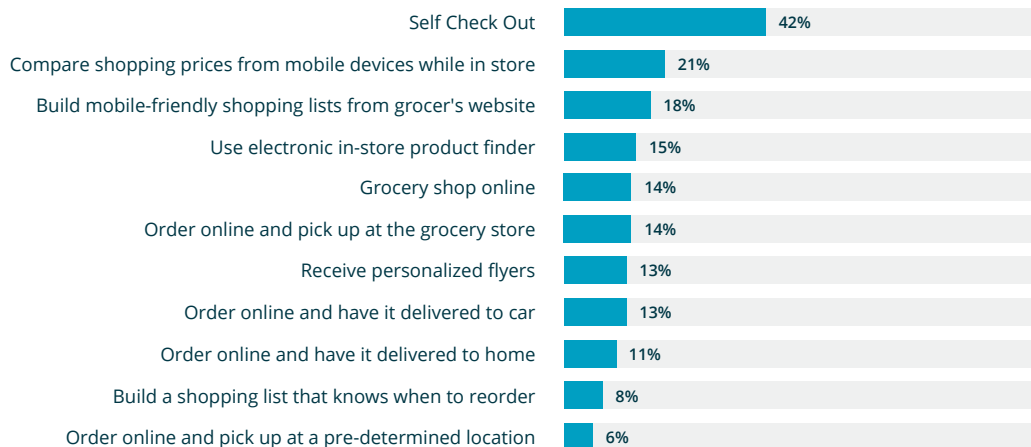 Self Check Out 42%
Compare shopping prices from mobile devices while in store 21%
Build mobile-friendly shopping lists from grocer's website 18%
Use electronic in-store product finder 15%
Grocery shop online 14%
Order online and pick up at the grocery store 14%
Receive personalized flyers 13%
Order online and have it delivered to car 13%
Order online and have it delivered to home 11%
Build a shopping list that knows when to reorder 8%
Order online and pick up at a pre-determined location 6%